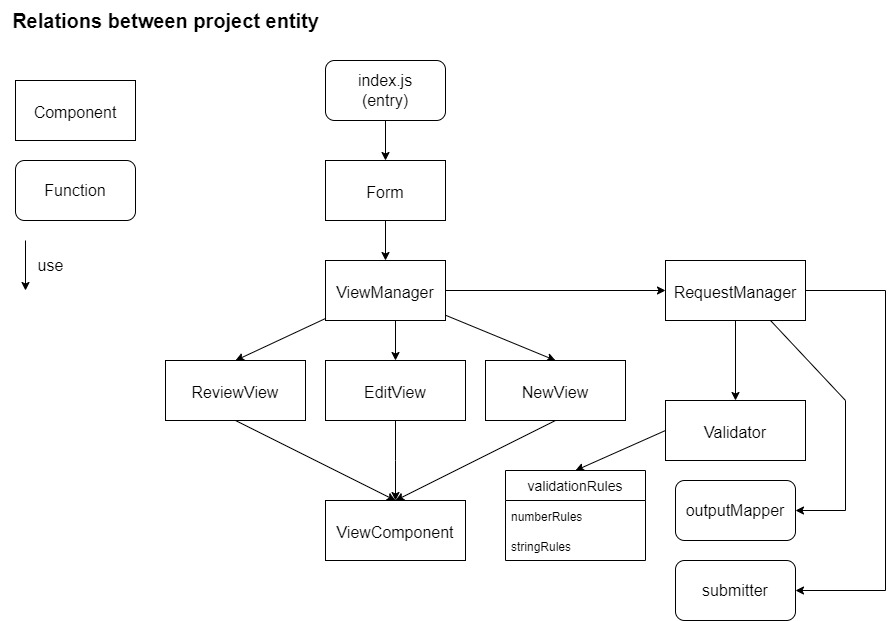 Relations between project entity
Component
Function
use
index.js
(entry)
Form
ViewManager
RequestManager
ReviewView
EditView
NewView
Validator
validationRules
numberRules
stringRules
ViewComponent
outputMapper
submitter